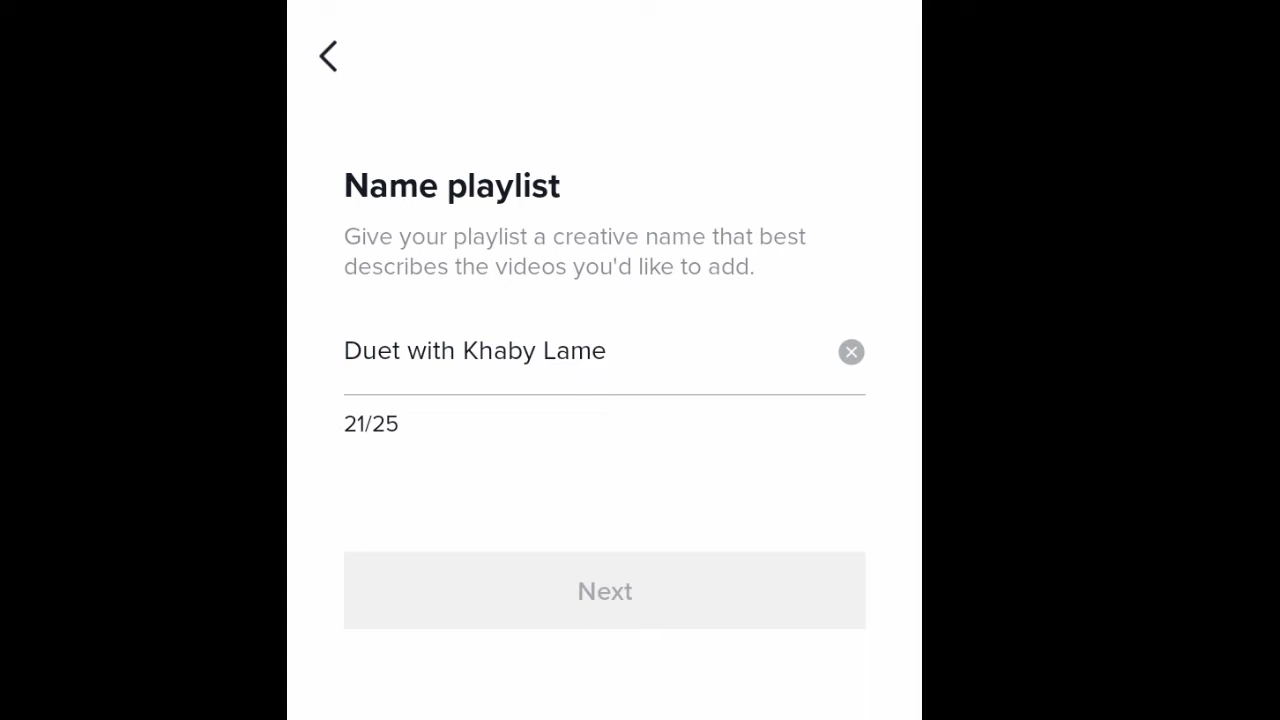 Name playlist
Give your playlist a creative name that best
describes the videos you'd like to add.
Duet with Khaby Lame
21/25
Next